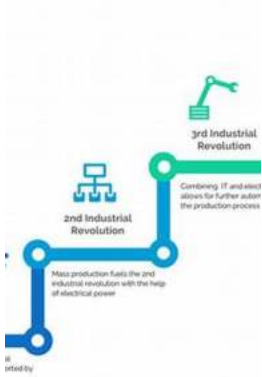 3rd Industrial
Revolution
Combining IT and elect
allows for further autom
the production process
2nd Industrial
Revolution
Mass production fuels the 2nd
industrial revolution with the help
of electrical power
al
orted by